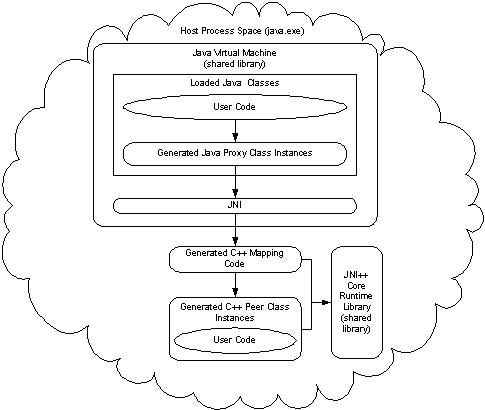 Host Process Space (java.exe)
Java Virtual Machine
(shared library)
Loaded Java Classes
User Code
Generated Java Proxy Class Instances
JNI
Generated C++ Mapping
Code
Generated C++ Peer Class
Instances
User Code
JNI++
Core
Runtime
Library
(shared
library)